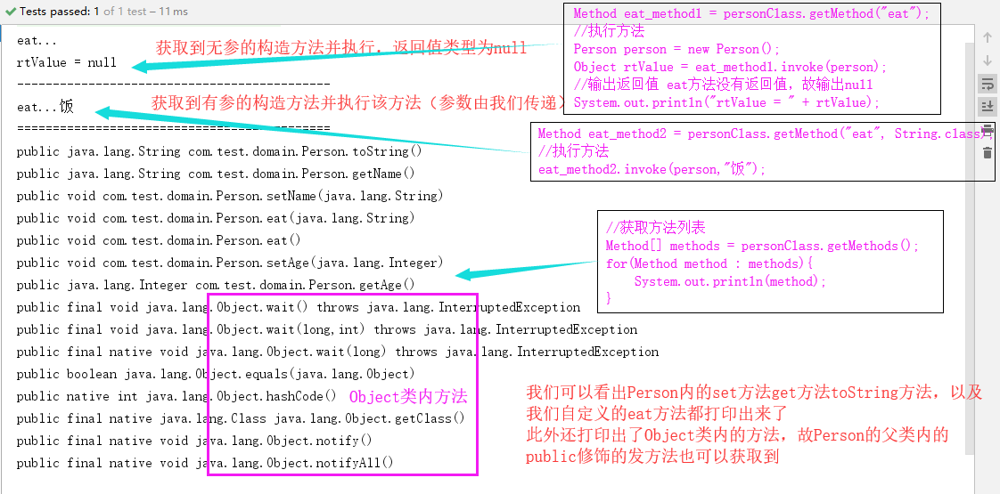 Tests passed: 1 of 1 test – 11 ms
eat...
rtValue = null
获取到无参的构造方法并执行，返回值类型为null
Method eat_method1 = personClass.getMethod("eat");
//执行方法
Person person = new Person();
Object rtValue = eat_method1.invoke(person);
//输出返回值 eat方法没有返回值，故输出null
System.out.println("rtValue = " + rtValue);
--------------------------------------------
eat...饭
获取到有参的构造方法并执行该方法（参数由我们传递）
Method eat_method2 = personClass.getMethod("eat", String.class);
//执行方法
eat_method2.invoke(person,"饭");
============================================
public java.lang.String com.test.domain.Person.toString()
public java.lang.String com.test.domain.Person.getName()
public void com.test.domain.Person.setName(java.lang.String)
public void com.test.domain.Person.eat(java.lang.String)
public void com.test.domain.Person.eat()
public void com.test.domain.Person.setAge(java.lang.Integer)
public java.lang.Integer com.test.domain.Person.getAge()
//获取方法列表
Method[] methods = personClass.getMethods();
for(Method method : methods){
System.out.println(method);
}
public final void java.lang.Object.wait() throws java.lang.InterruptedException
public final void java.lang.Object.wait(long,int) throws java.lang.InterruptedException
public final native void java.lang.Object.wait(long) throws java.lang.InterruptedException
public boolean java.lang.Object.equals(java.lang.Object)
public native int java.lang.Object.hashCode()
Object类内方法
public final native java.lang.Class java.lang.Object.getClass()
public final native void java.lang.Object.notify()
public final native void java.lang.Object.notifyAll()
我们可以看出Person内的set方法get方法toString方法，以及
我们自定义的eat方法都打印出来了
此外还打印出了Object类内的方法，故Person的父类内的
public修饰的发方法也可以获取到